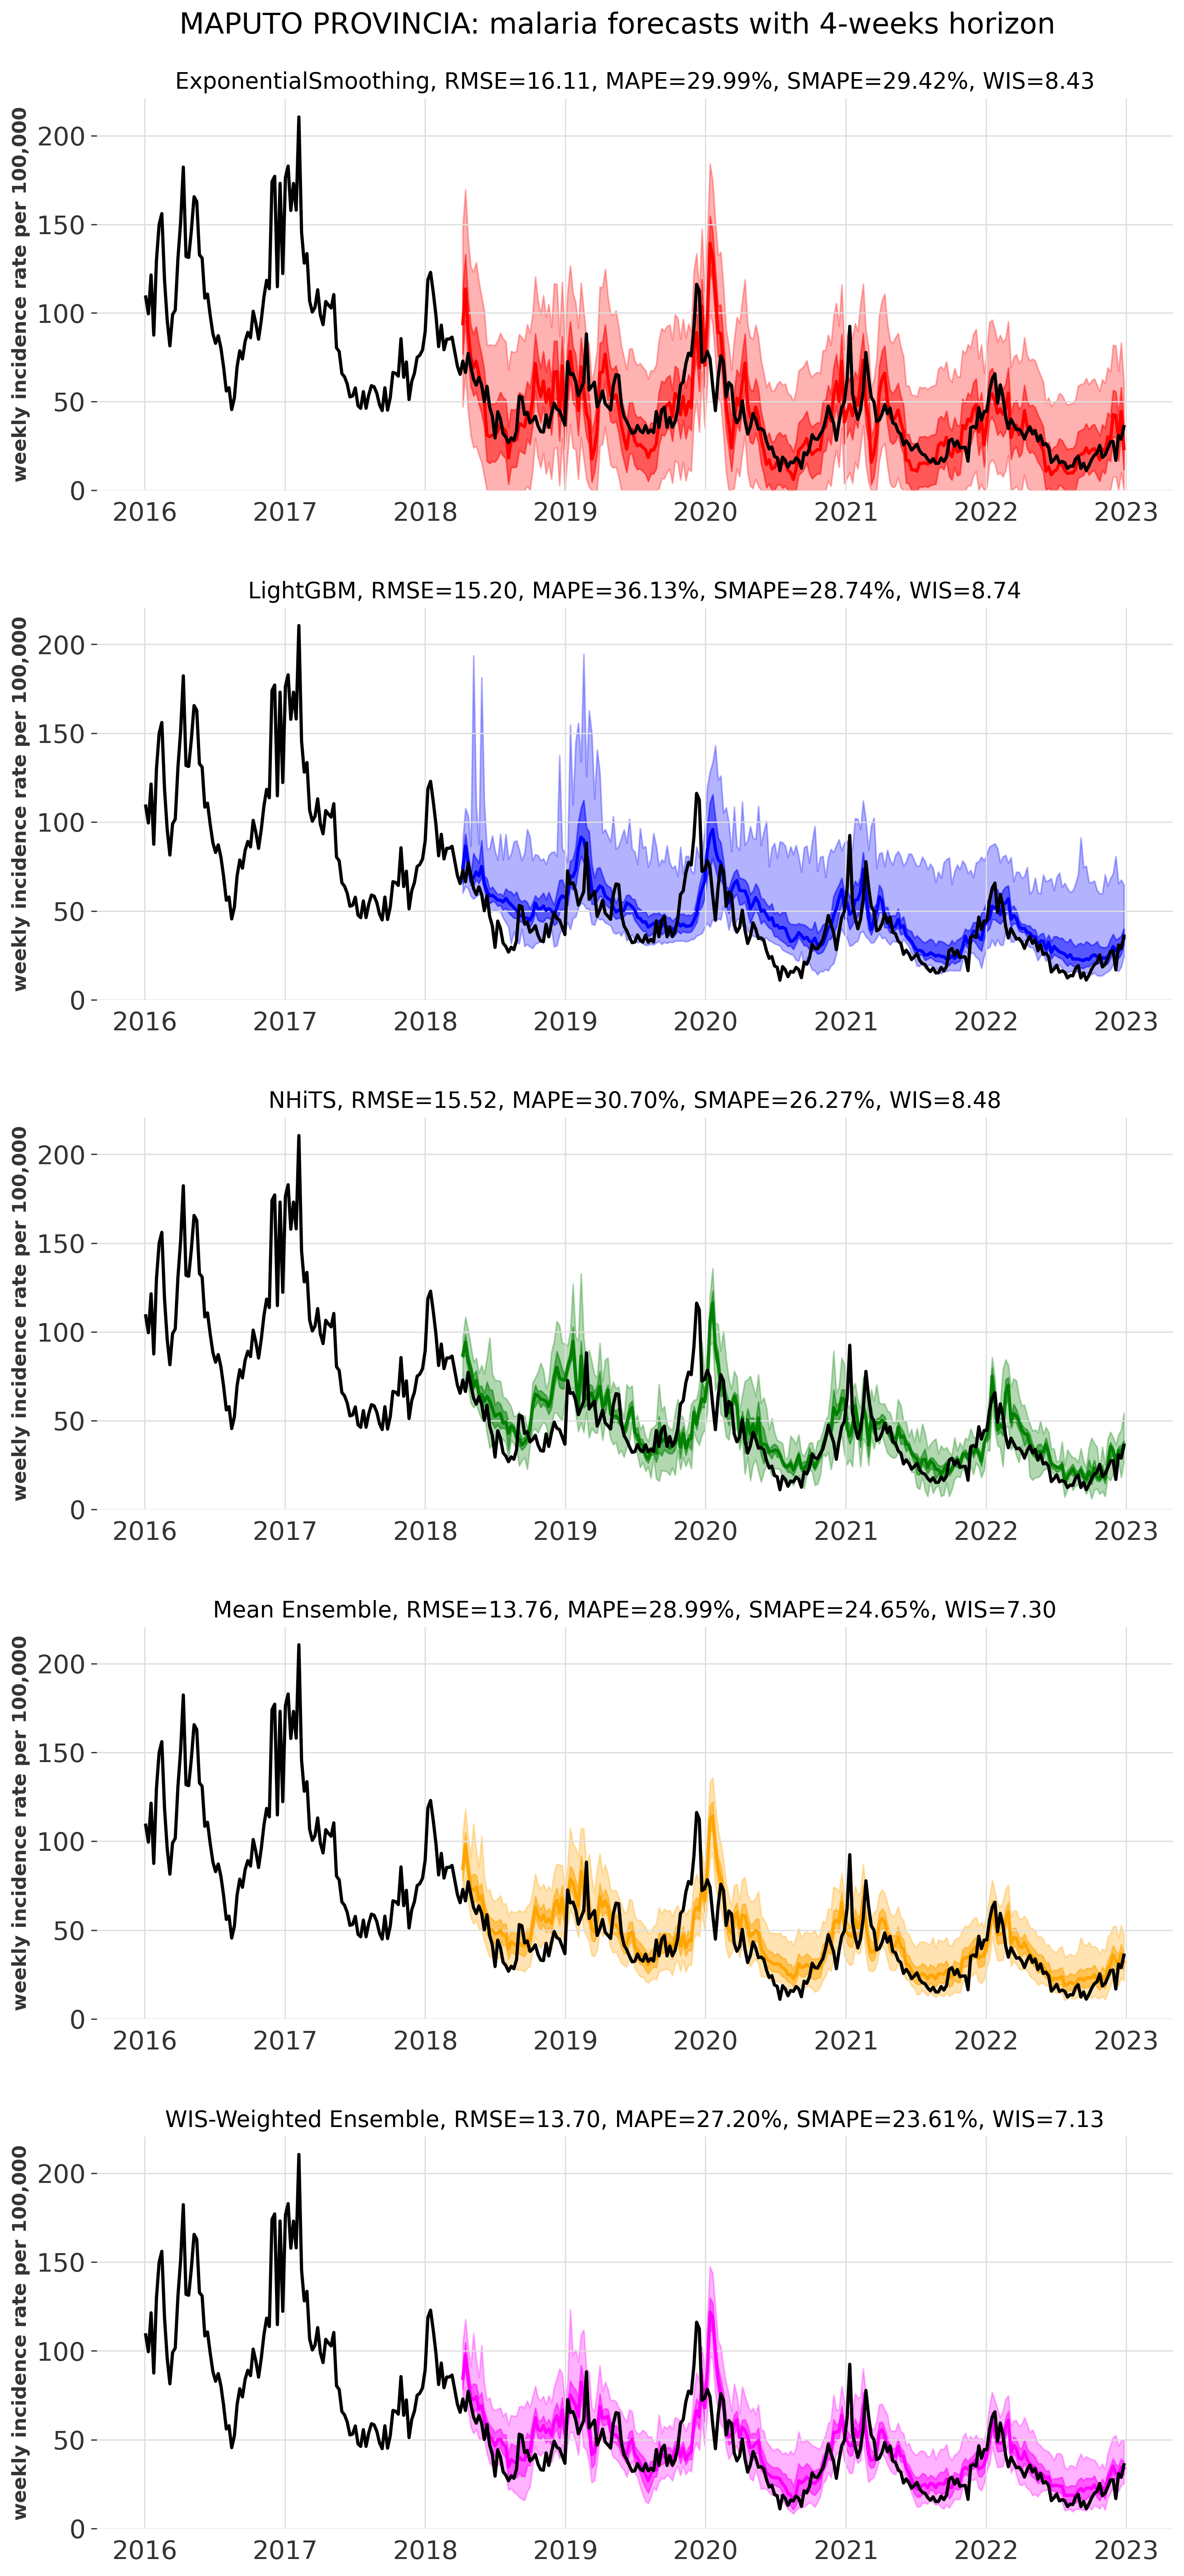 MAPUTO PROVINCIA: malaria forecasts with 4-weeks horizon
ExponentialSmoothing, RMSE=16.11, MAPE=29.99%, SMAPE=29.42%, WIS=8.43
weekly incidence rate per 100,000
200
150
100
50
0
2016 2017 2018 2019 2020 2021 2022 2023
LightGBM, RMSE=15.20, MAPE=36.13%, SMAPE=28.74%, WIS=8.74
weekly incidence rate per 100,000
200
150
100
50
0
2016 2017 2018 2019 2020 2021 2022 2023
NHiTS, RMSE=15.52, MAPE=30.70%, SMAPE=26.27%, WIS=8.48
weekly incidence rate per 100,000
200
150
100
50
0
2016 2017 2018 2019 2020 2021 2022 2023
Mean Ensemble, RMSE=13.76, MAPE=28.99%, SMAPE=24.65%, WIS=7.30
weekly incidence rate per 100,000
200
150
100
50
0
2016 2017 2018 2019 2020 2021 2022 2023
WIS-Weighted Ensemble, RMSE=13.70, MAPE=27.20%, SMAPE=23.61%, WIS=7.13
weekly incidence rate per 100,000
200
150
100
50
0
2016 2017 2018 2019 2020 2021 2022 2023